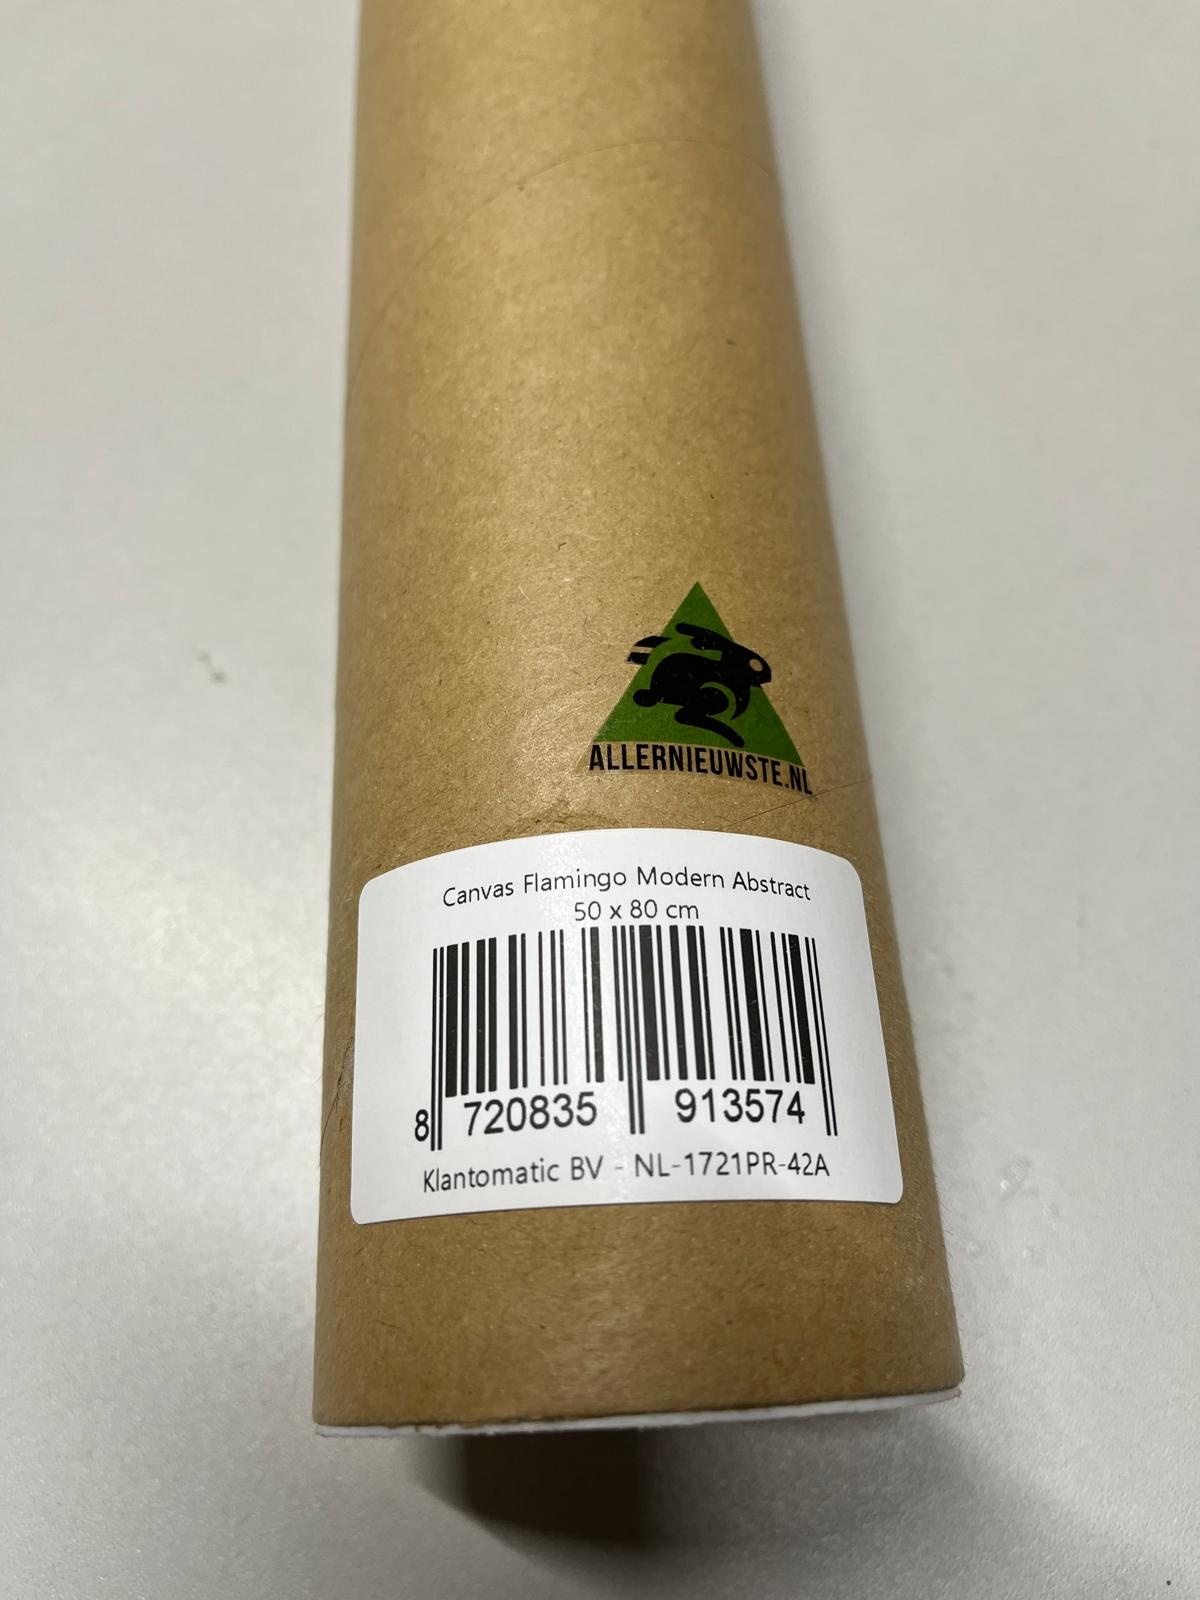 ALLERNIEUWSTE.NL
Canvas Flamingo Modern Abstract
50 x 80 cm
8 720835 913574
Klantomatic BV - NL-1721PR-42A